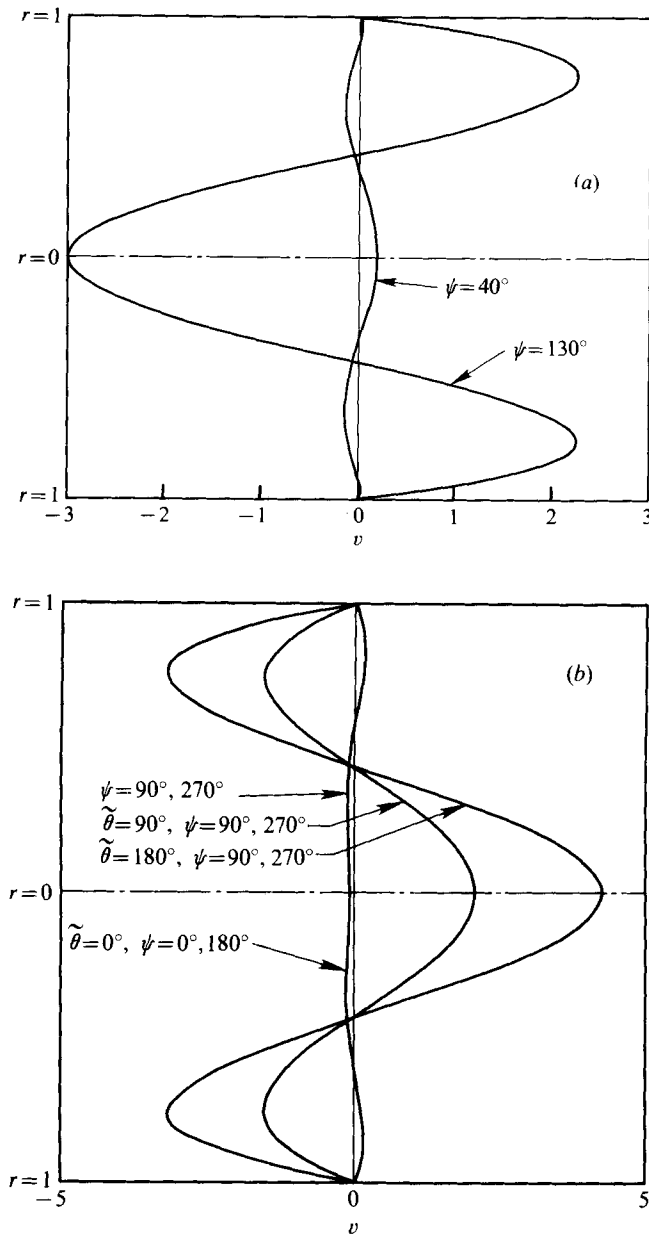 r=1
(a)
r=0
ψ=40°
ψ=130°
r=1
−3 −2 −1 0 1 2 3
v
r=1
(b)
ψ=90°, 270°
θ̃=90°, ψ=90°, 270°
θ̃=180°, ψ=90°, 270°
r=0
θ̃=0°, ψ=0°, 180°
r=1
−5 0 5
v